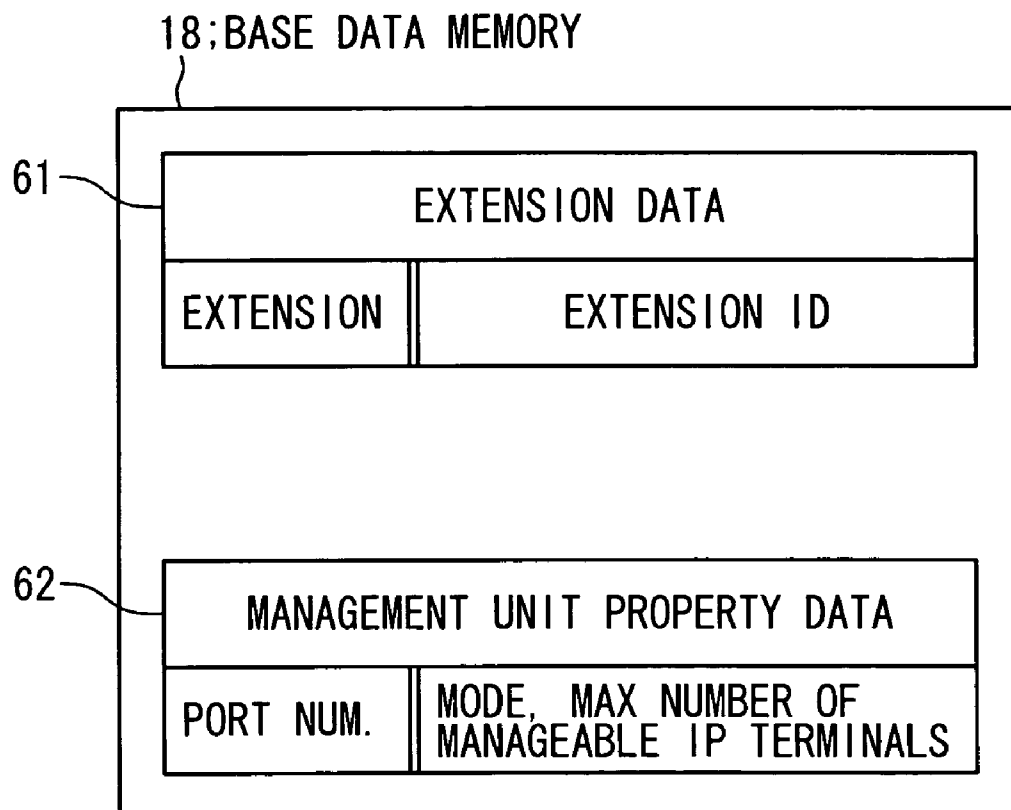 18;BASE DATA MEMORY
61
EXTENSION DATA
EXTENSION
EXTENSION ID
62
MANAGEMENT UNIT PROPERTY DATA
PORT NUM.
MODE, MAX NUMBER OF
MANAGEABLE IP TERMINALS